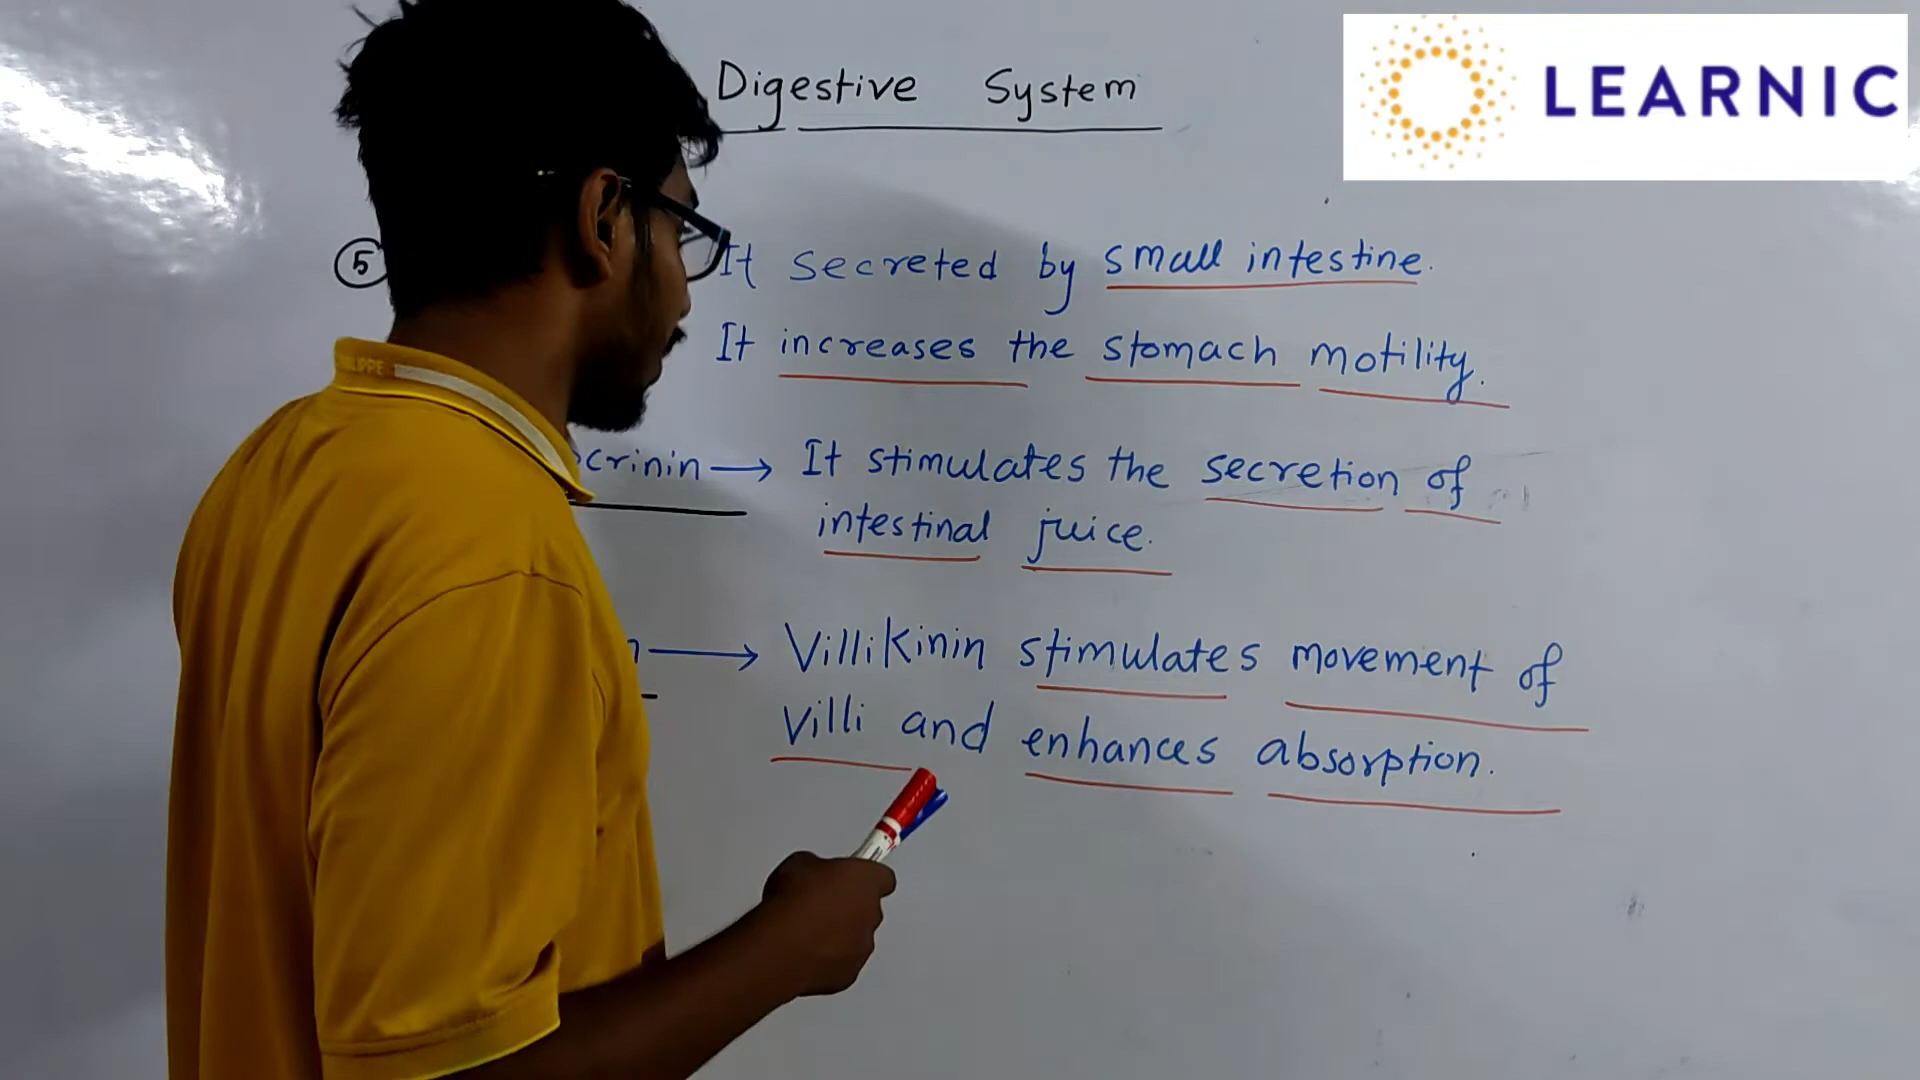 Digestive System
LEARNIC
5 It secreted by small intestine.
It increases the stomach motility.
crinin → It stimulates the secretion of
intestinal juice.
n → Villikinin stimulates movement of
villi and enhances absorption.